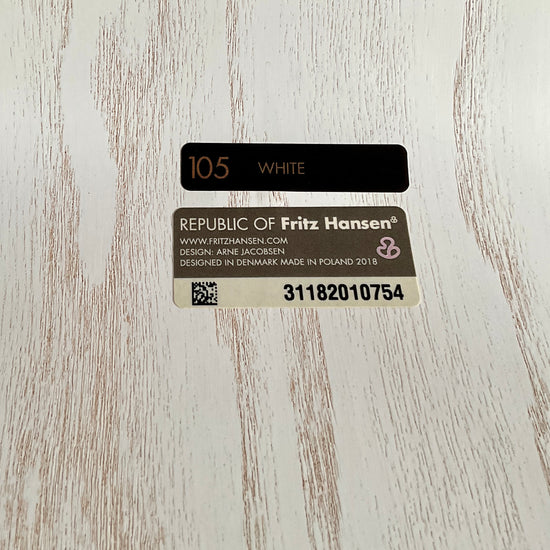 105 WHITE
REPUBLIC OF Fritz Hansen®
WWW.FRITZHANSEN.COM
DESIGN: ARNE JACOBSEN
DESIGNED IN DENMARK MADE IN POLAND 2018
31182010754